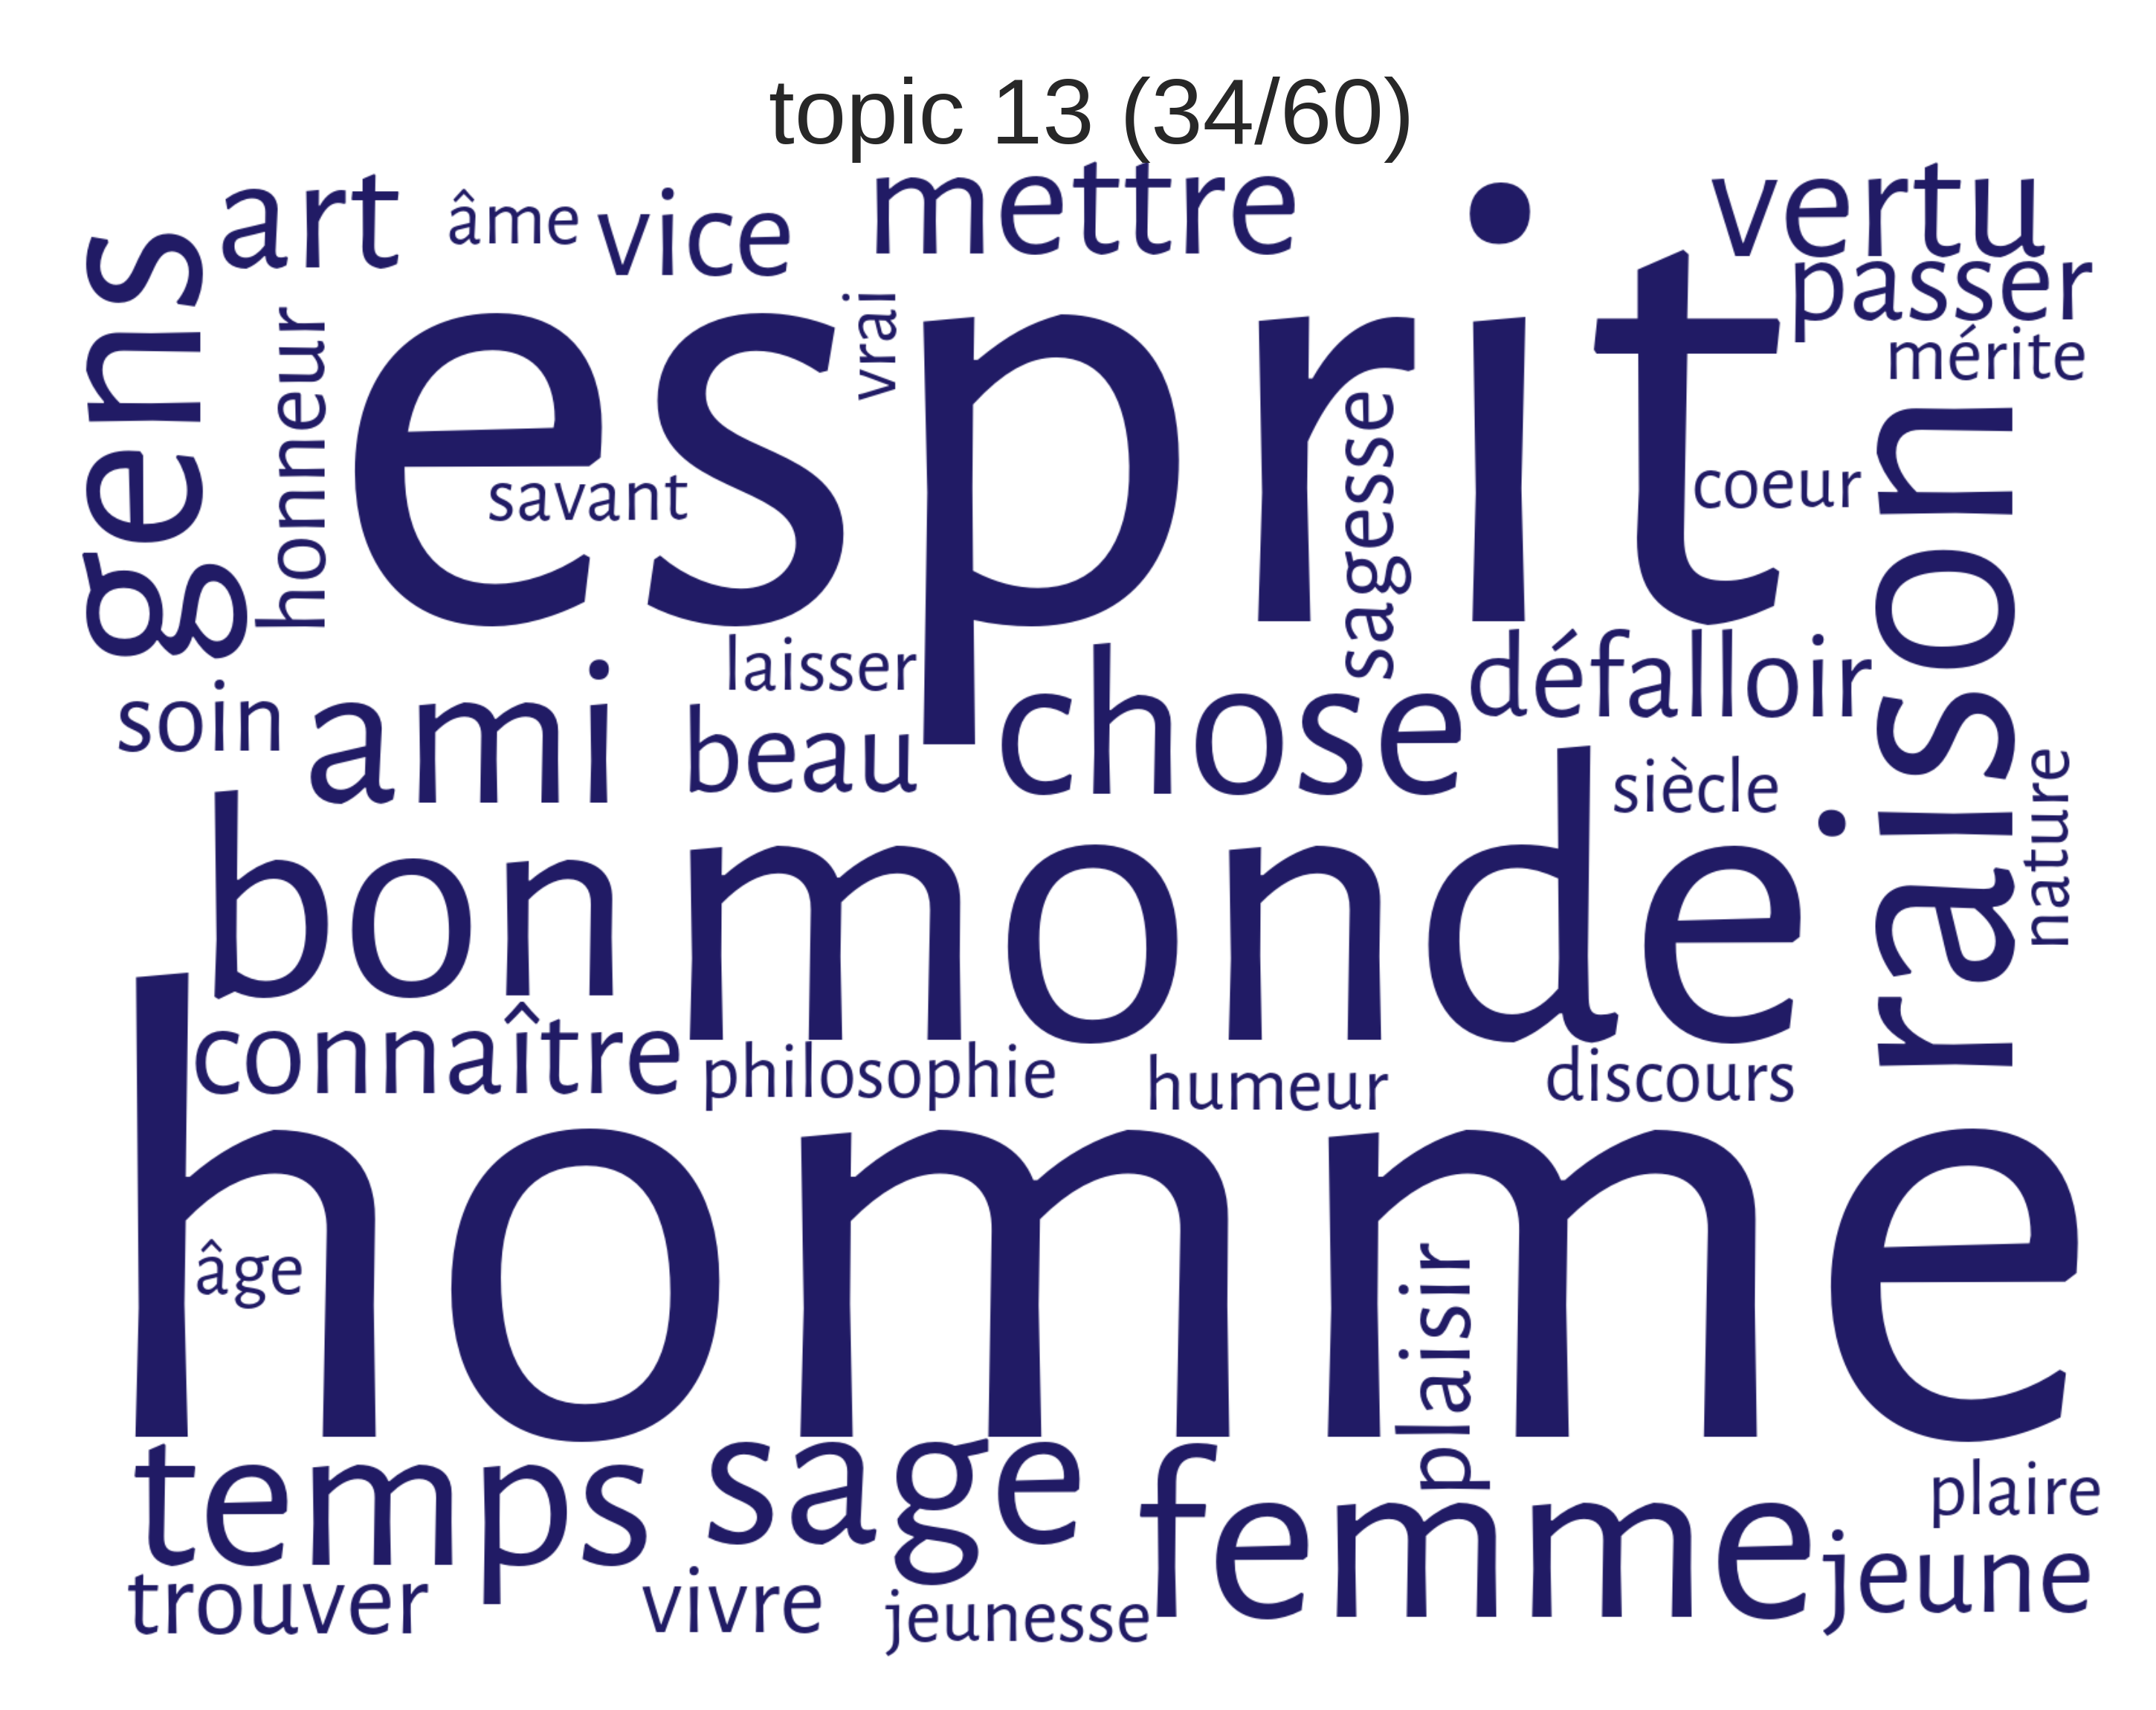 topic 13 (34/60)
art
âme
vice
mettre
vertu
passer
mérite
gens
honneur
esprit
vrai
savant
sagesse
coeur
raison
laisser
défalloir
soin
ami
beau
chose
siècle
nature
bon
monde
connaître
philosophie
humeur
discours
homme
âge
plaisir
temps
sage
femme
plaire
jeune
trouver
vivre
jeunesse